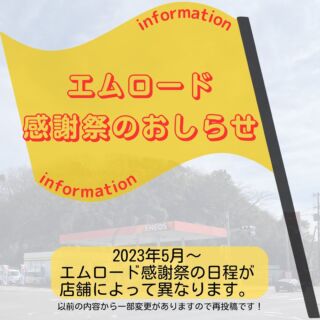 information
エムロード
感謝祭のおしらせ
information
ENEOS
2023年5月～
エムロード感謝祭の日程が
店舗によって異なります。
以前の内容から一部変更がありますので再投稿です！